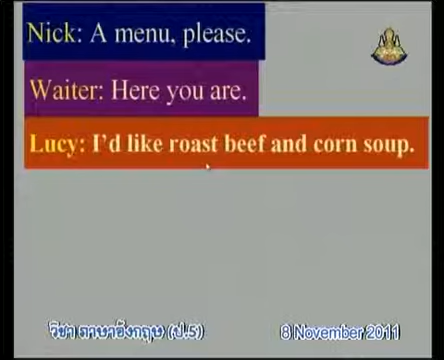 Nick: A menu, please.
Waiter: Here you are.
Lucy: I'd like roast beef and corn soup.
วิชา ภาษาอังกฤษ (ป.5)
8 November 2011